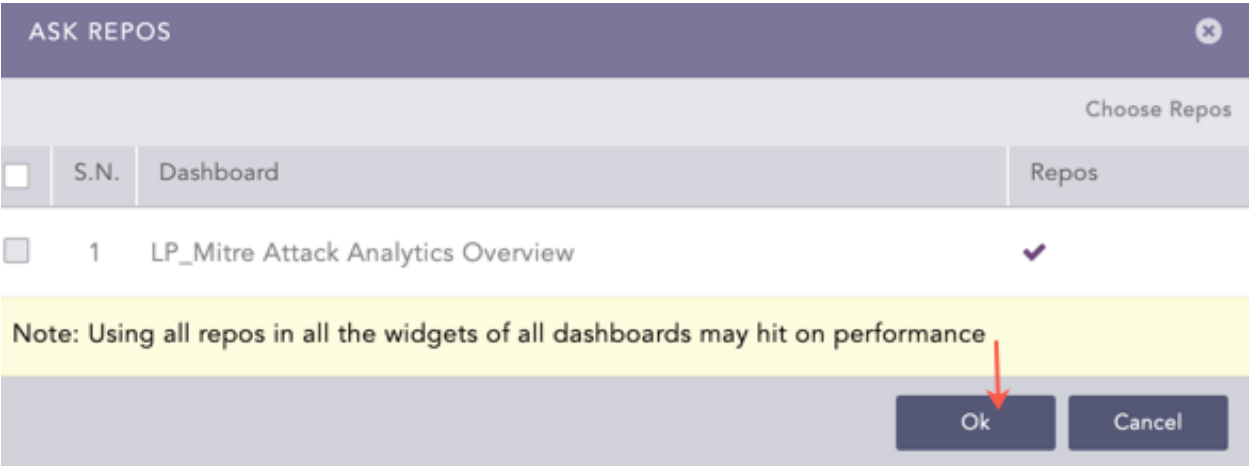 ASK REPOS
Choose Repos
S.N. Dashboard Repos
1 LP_Mitre Attack Analytics Overview
Note: Using all repos in all the widgets of all dashboards may hit on performance
Ok Cancel